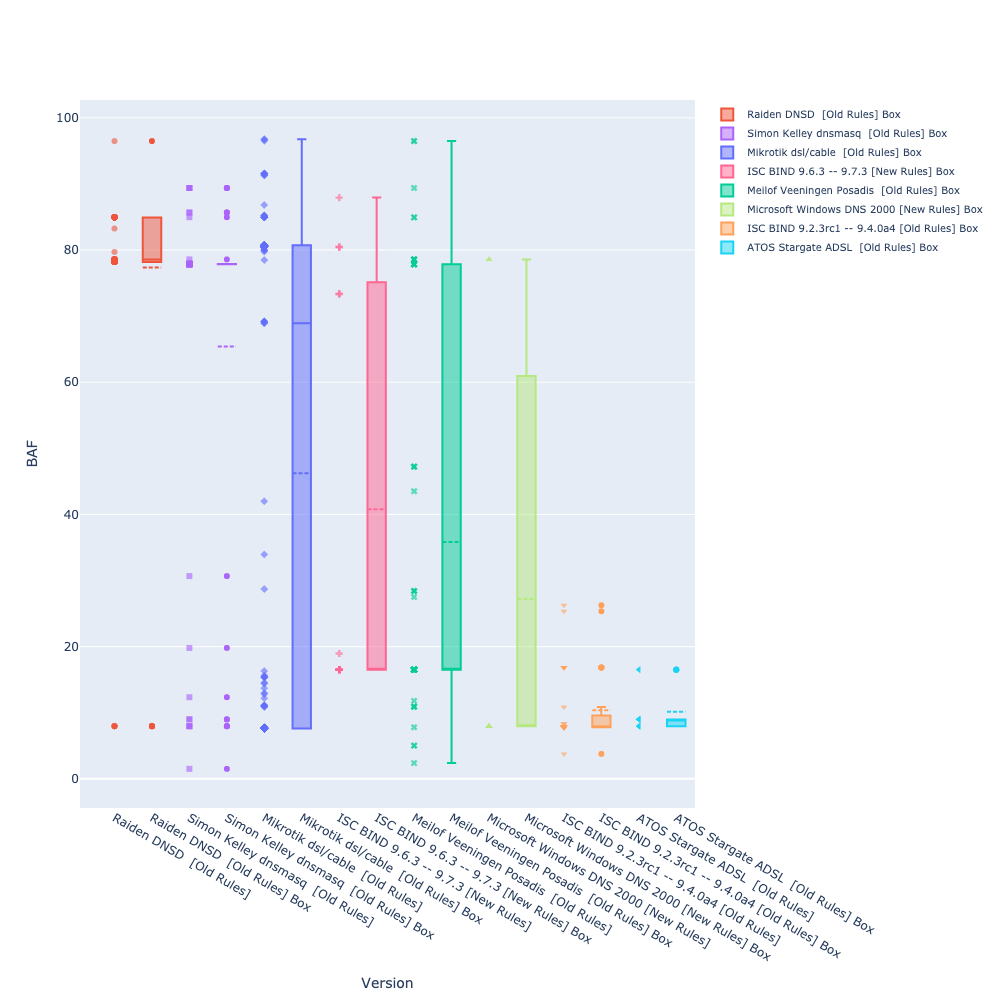 100
80
60
40
20
0
BAF
Raiden DNSD  [Old Rules]
Raiden DNSD  [Old Rules] Box
Simon Kelley dnsmasq  [Old Rules]
Simon Kelley dnsmasq  [Old Rules] Box
Mikrotik dsl/cable  [Old Rules]
Mikrotik dsl/cable  [Old Rules] Box
ISC BIND 9.6.3 -- 9.7.3 [New Rules]
ISC BIND 9.6.3 -- 9.7.3 [New Rules] Box
Meilof Veeningen Posadis  [Old Rules]
Meilof Veeningen Posadis  [Old Rules] Box
Microsoft Windows DNS 2000 [New Rules]
Microsoft Windows DNS 2000 [New Rules] Box
ISC BIND 9.2.3rc1 -- 9.4.0a4 [Old Rules]
ISC BIND 9.2.3rc1 -- 9.4.0a4 [Old Rules] Box
ATOS Stargate ADSL  [Old Rules]
ATOS Stargate ADSL  [Old Rules] Box
Version
Raiden DNSD  [Old Rules] Box
Simon Kelley dnsmasq  [Old Rules] Box
Mikrotik dsl/cable  [Old Rules] Box
ISC BIND 9.6.3 -- 9.7.3 [New Rules] Box
Meilof Veeningen Posadis  [Old Rules] Box
Microsoft Windows DNS 2000 [New Rules] Box
ISC BIND 9.2.3rc1 -- 9.4.0a4 [Old Rules] Box
ATOS Stargate ADSL  [Old Rules] Box